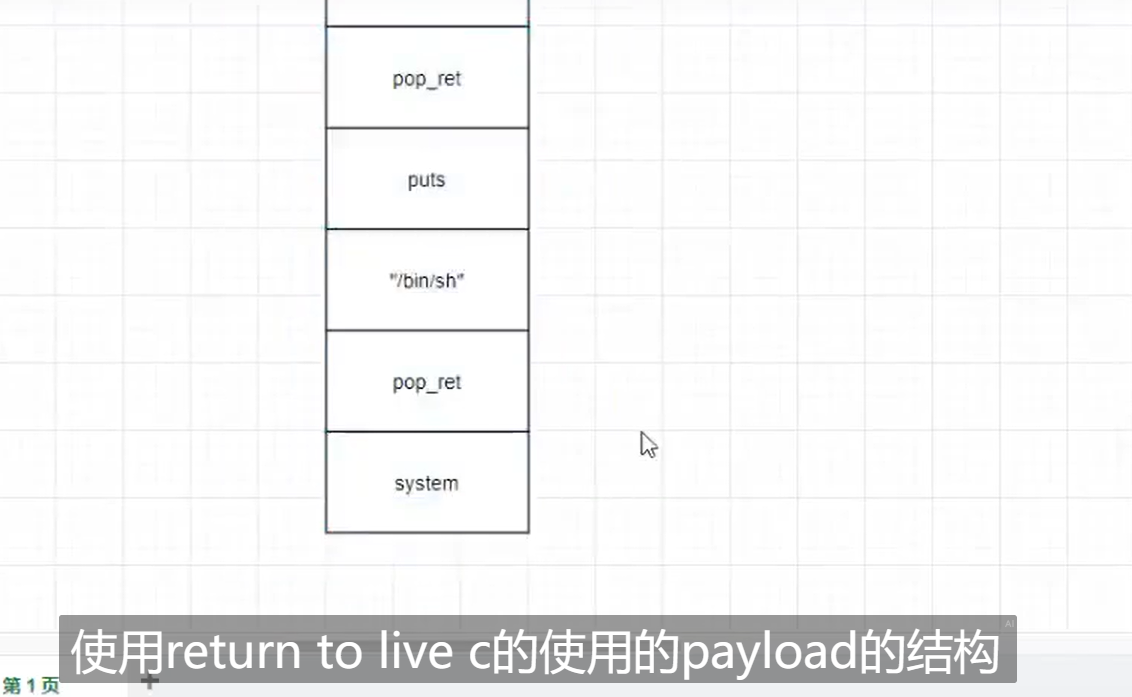 pop_ret
puts
"/bin/sh"
pop_ret
system
AI
使用return to live c的使用的payload的结构
第 1 页